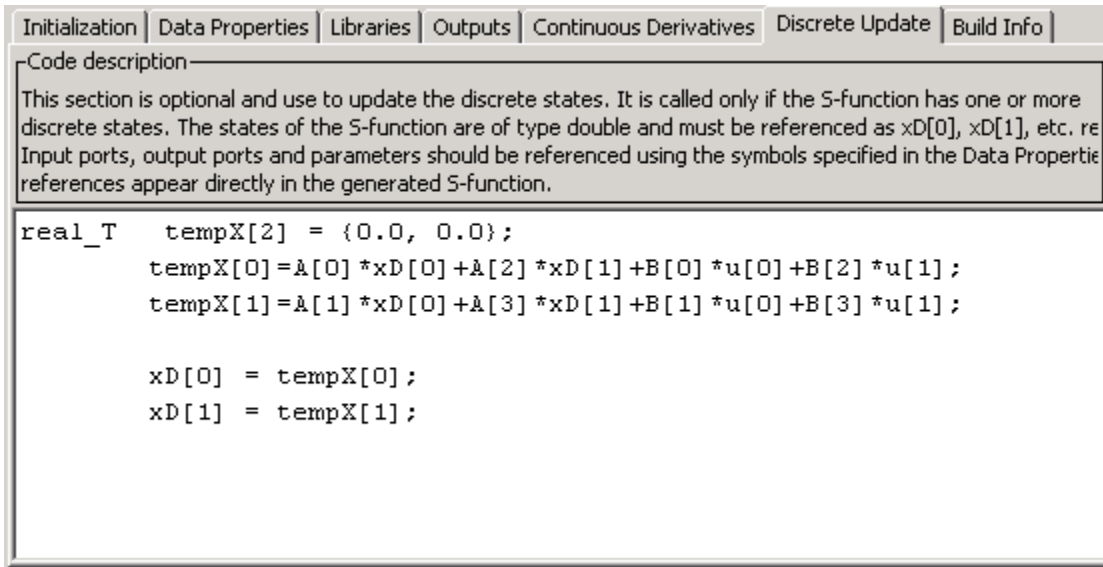 Initialization Data Properties Libraries Outputs Continuous Derivatives Discrete Update Build Info
Code description
This section is optional and use to update the discrete states. It is called only if the S-function has one or more
discrete states. The states of the S-function are of type double and must be referenced as xD[0], xD[1], etc. re
Input ports, output ports and parameters should be referenced using the symbols specified in the Data Propertie
references appear directly in the generated S-function.
real_T tempX[2] = {0.0, 0.0};
tempX[0]=A[0]*xD[0]+A[2]*xD[1]+B[0]*u[0]+B[2]*u[1];
tempX[1]=A[1]*xD[0]+A[3]*xD[1]+B[1]*u[0]+B[3]*u[1];
xD[0] = tempX[0];
xD[1] = tempX[1];